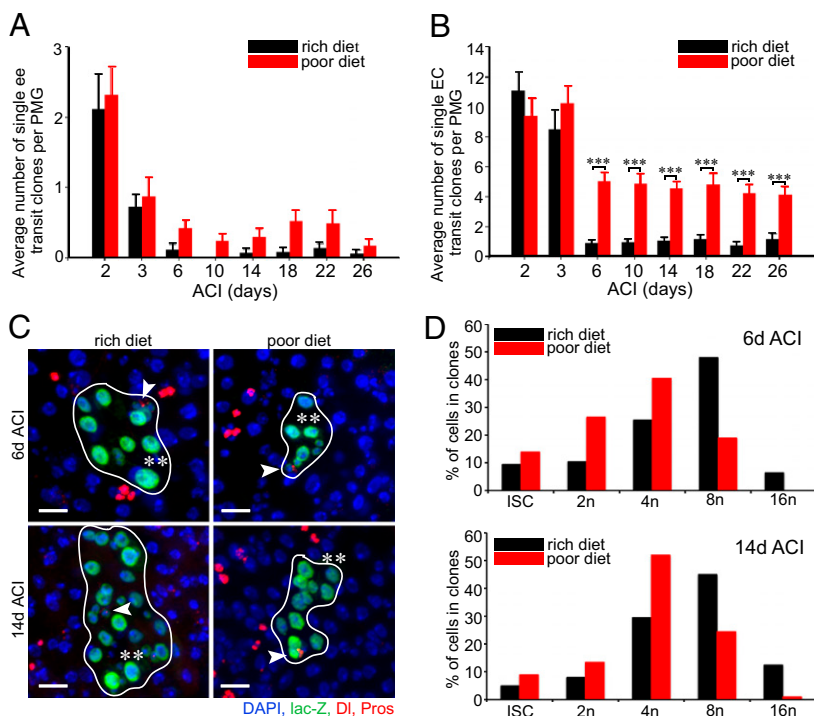 A
Average number of single ee
transit clones per PMG
3
2
1
0
rich diet
poor diet
2 3 6 10 14 18 22 26
ACI (days)
B
Average number of single EC
transit clones per PMG
14
12
10
8
6
4
2
0
rich diet
poor diet
*** *** *** *** *** ***
2 3 6 10 14 18 22 26
ACI (days)
C
rich diet poor diet
6d ACI
** **
14d ACI
** **
DAPI, lac-Z, Dl, Pros
D
% of cells in clones
60
50
40
30
20
10
0
rich diet
poor diet
6d ACI
ISC 2n 4n 8n 16n
% of cells in clones
60
50
40
30
20
10
0
rich diet
poor diet
14d ACI
ISC 2n 4n 8n 16n